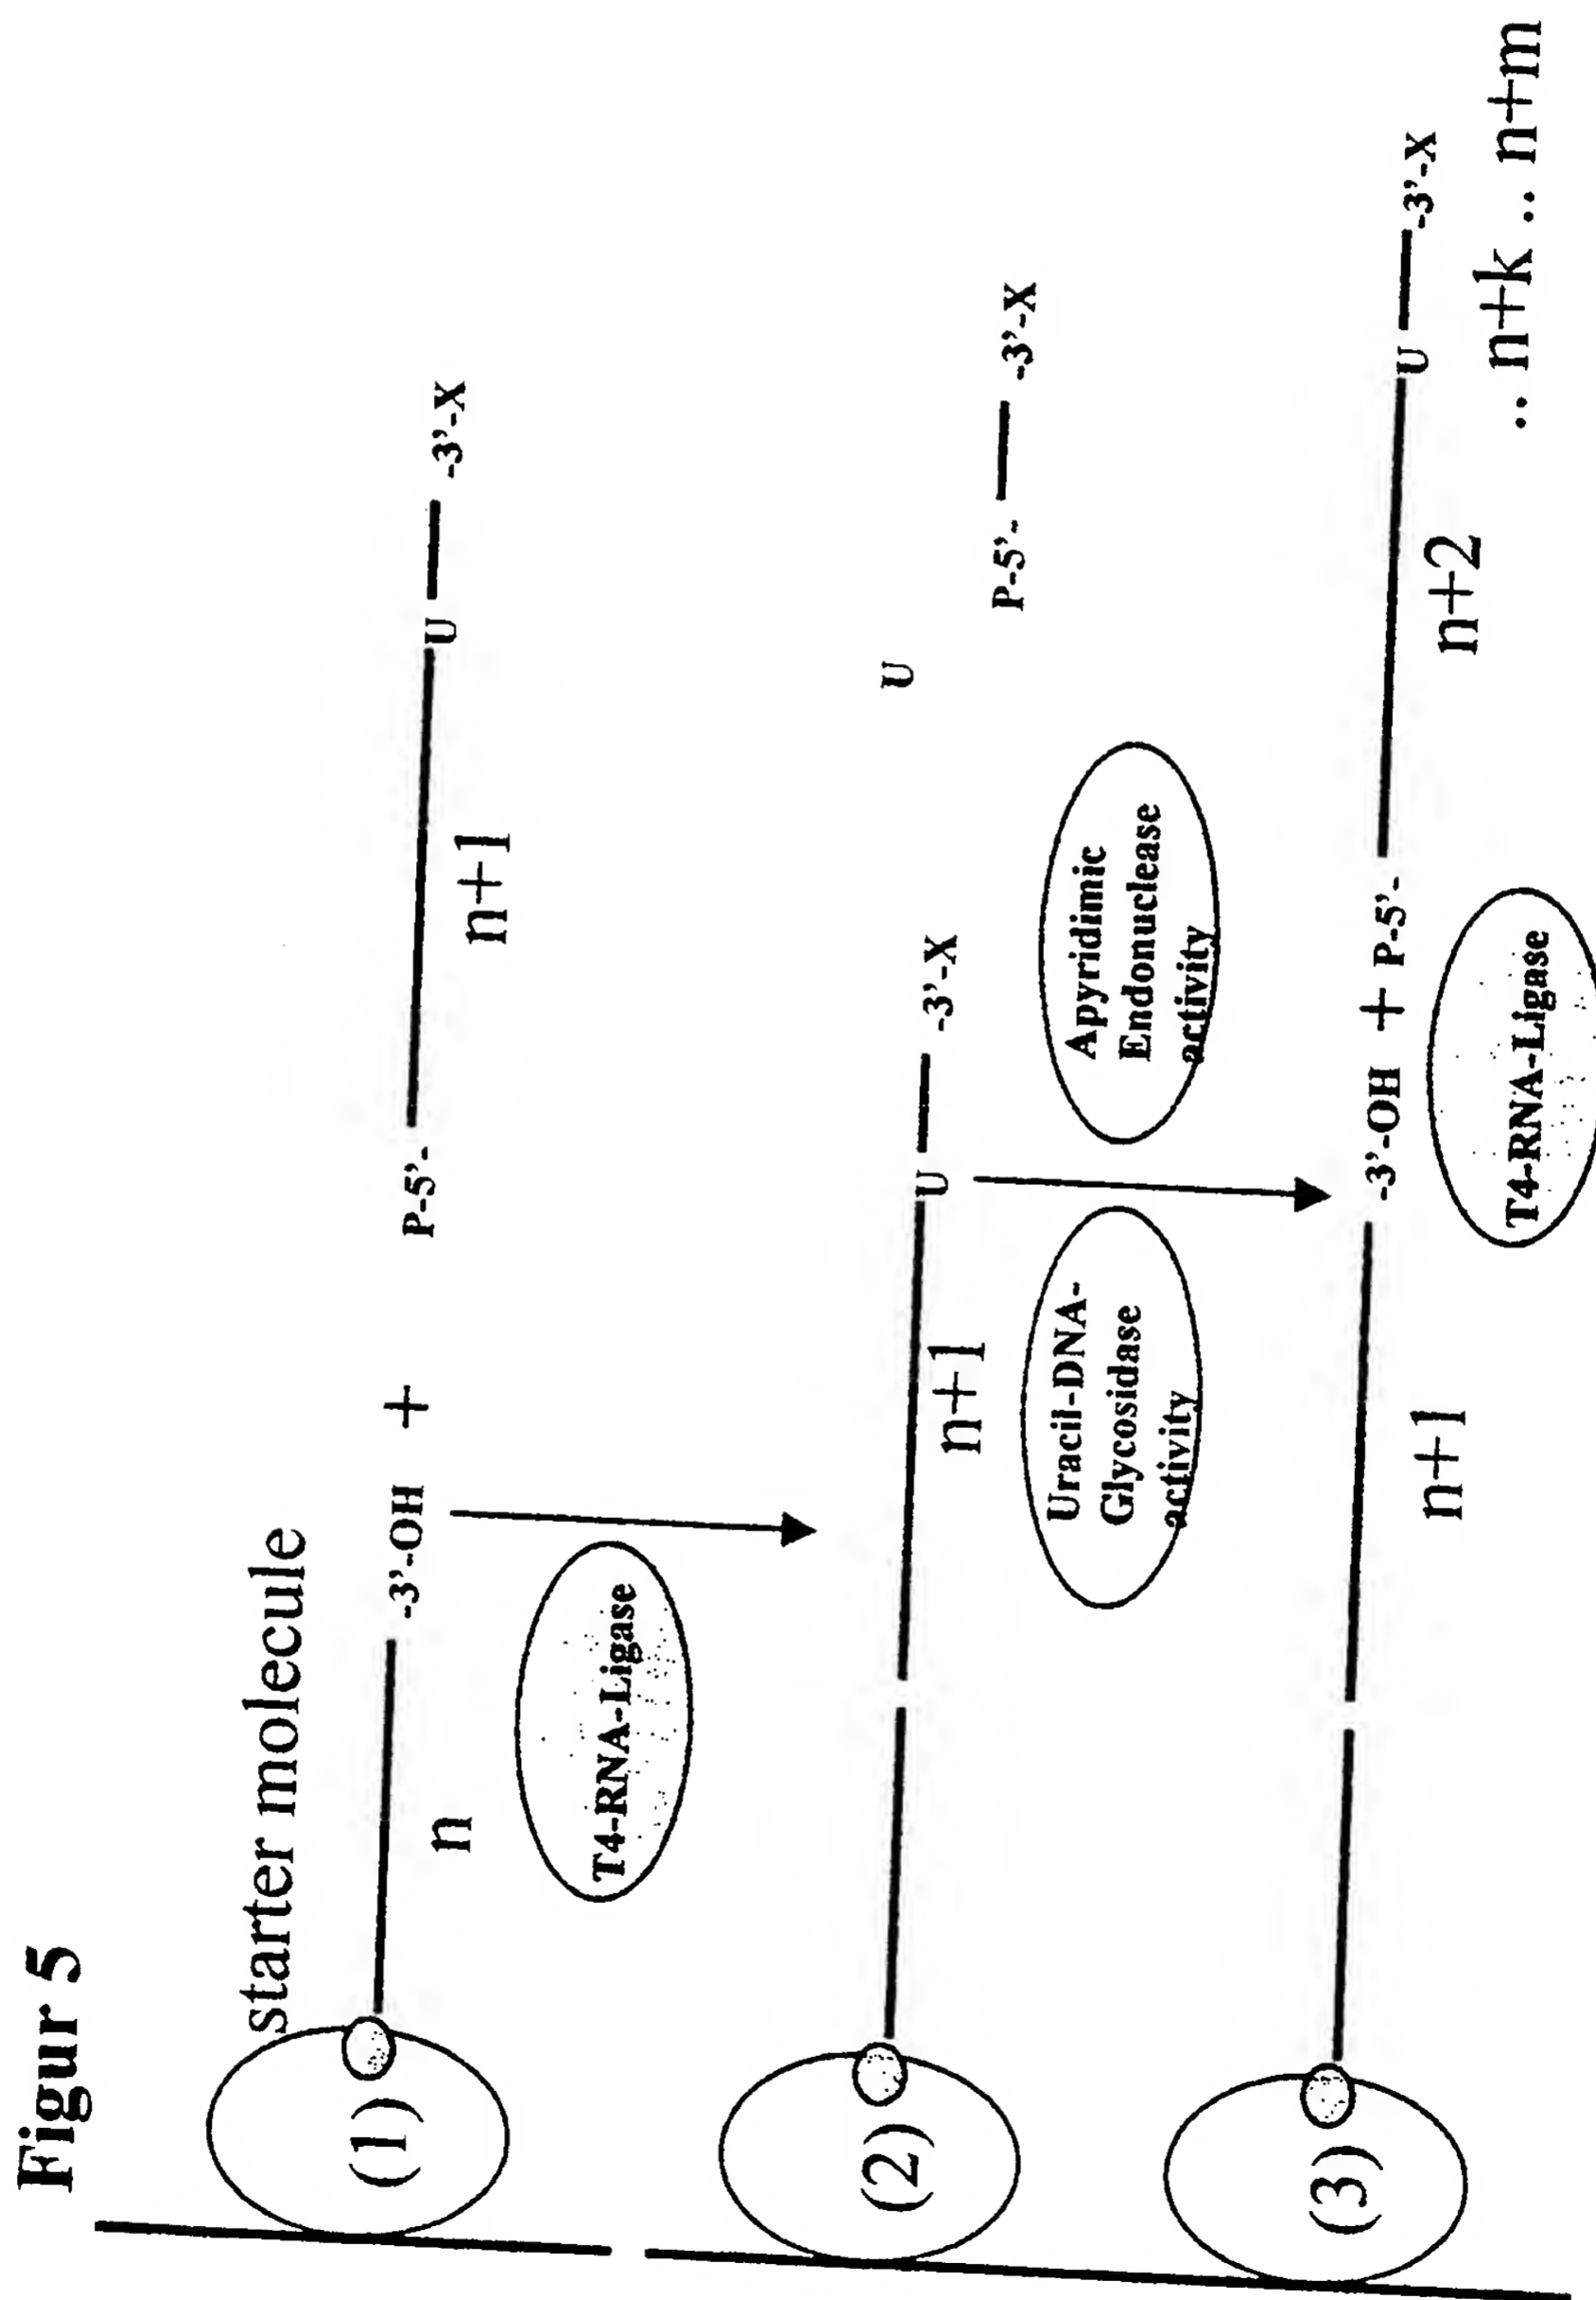 Figur 5
starter molecule
(1) -3'-OH + P-5'- U -3'-X
n n+1
T4-RNA-Ligase
(2) U -3'-X U P-5'- -3'-X
n+1
Uracil-DNA-
Glycosidase
activity
Apyridimic
Endonuclease
activity
(3) -3'-OH + P-5'- U -3'-X
n+1 n+2
T4-RNA-Ligase
.. n+k .. n+m